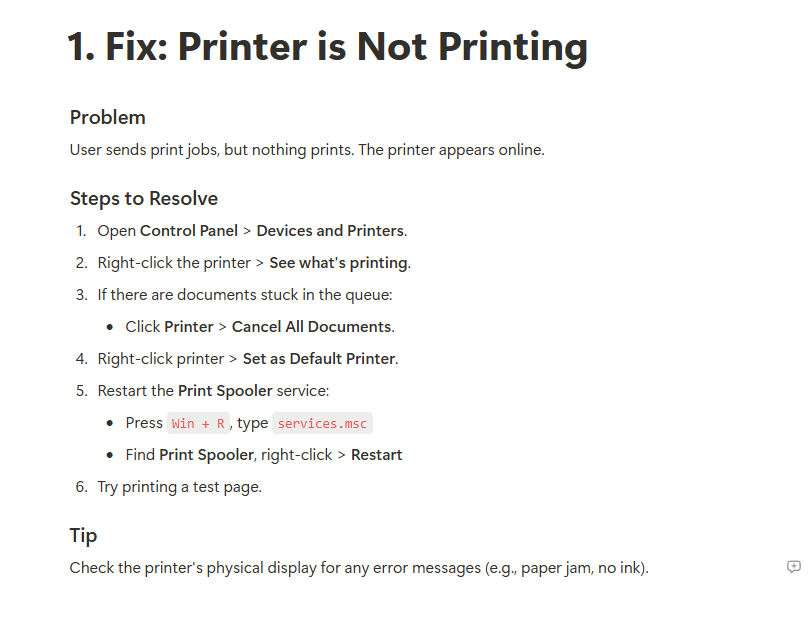 1. Fix: Printer is Not Printing
Problem
User sends print jobs, but nothing prints. The printer appears online.
Steps to Resolve
1. Open Control Panel > Devices and Printers.
2. Right-click the printer > See what's printing.
3. If there are documents stuck in the queue:
• Click Printer > Cancel All Documents.
4. Right-click printer > Set as Default Printer.
5. Restart the Print Spooler service:
• Press Win + R, type services.msc
• Find Print Spooler, right-click > Restart
6. Try printing a test page.
Tip
Check the printer's physical display for any error messages (e.g., paper jam, no ink).